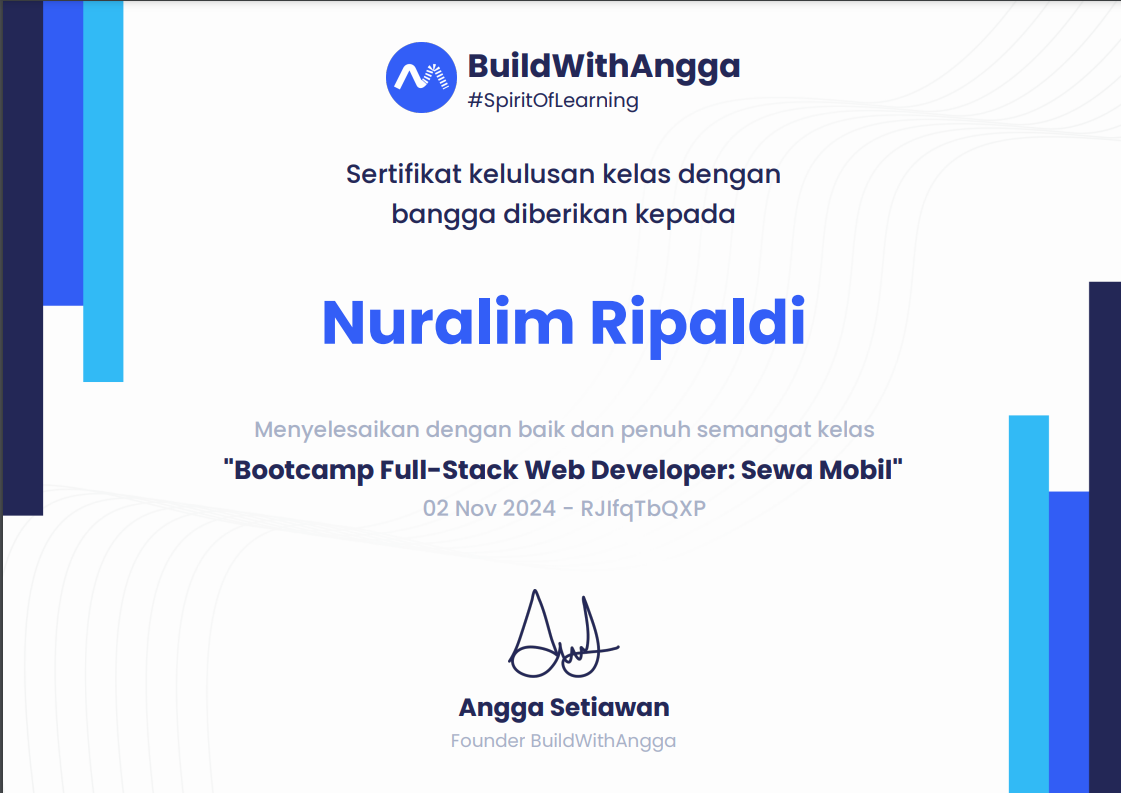 BuildWithAngga
#SpiritOfLearning
Sertifikat kelulusan kelas dengan
bangga diberikan kepada
Nuralim Ripaldi
Menyelesaikan dengan baik dan penuh semangat kelas
"Bootcamp Full-Stack Web Developer: Sewa Mobil"
02 Nov 2024 - RJIfqTbQXP
Angga Setiawan
Founder BuildWithAngga